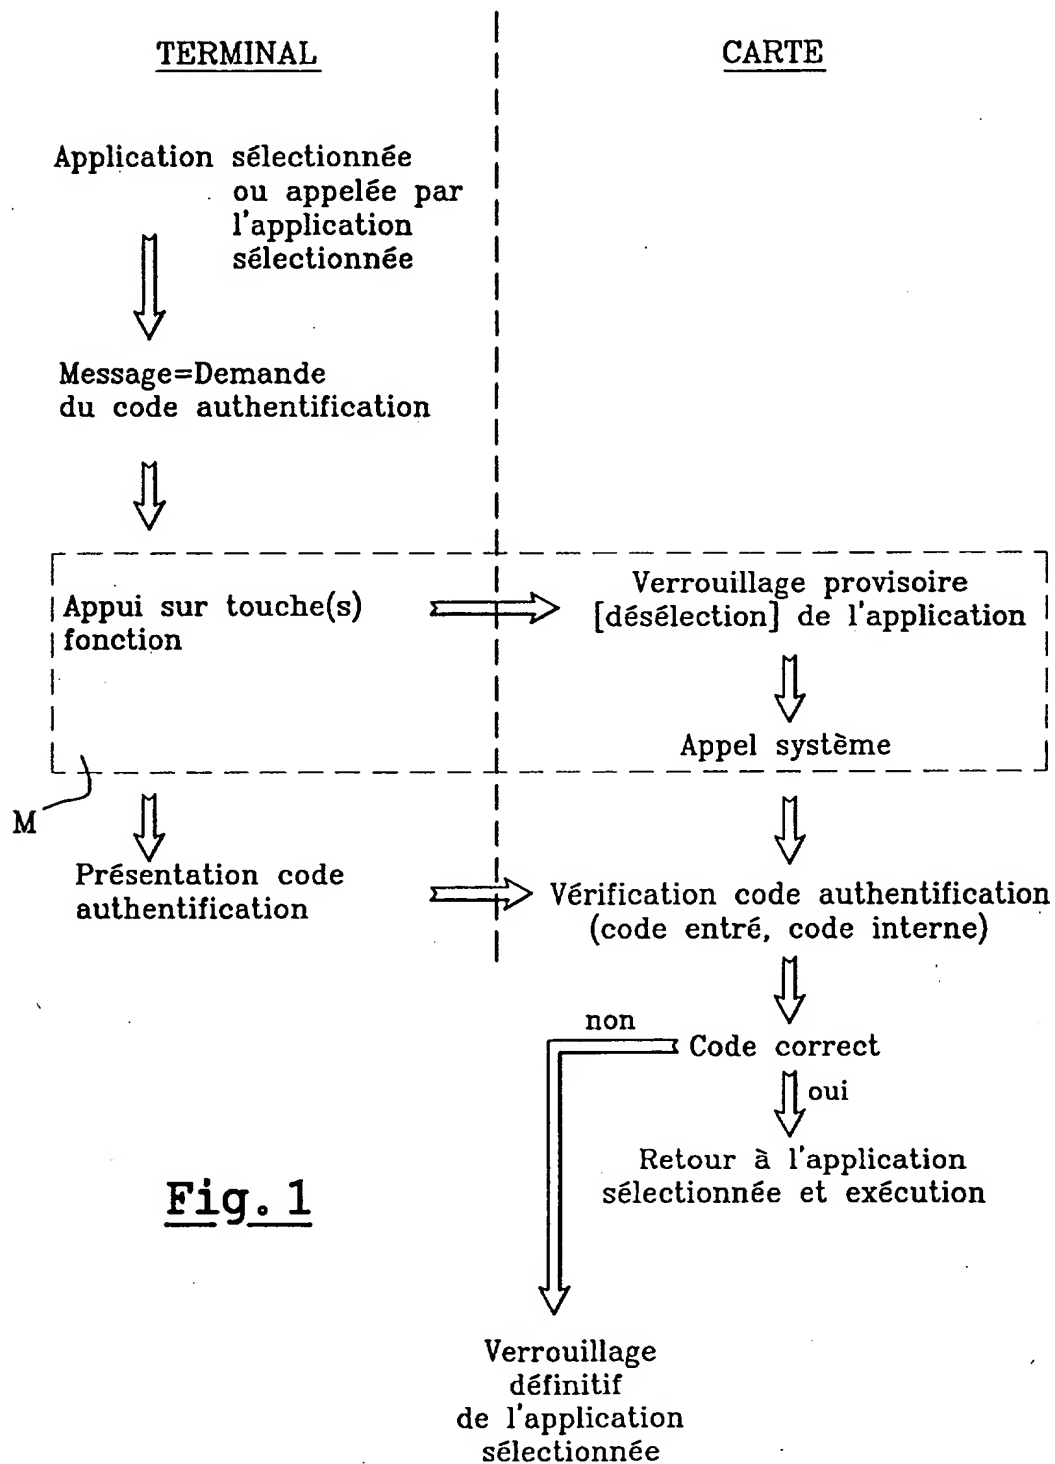 TERMINAL
CARTE
Application sélectionnée
ou appelée par
l'application
sélectionnée
Message=Demande
du code authentification
Appui sur touche(s)
fonction
Verrouillage provisoire
[désélection] de l'application
Appel système
M
Présentation code
authentification
Vérification code authentification
(code entré, code interne)
non
Code correct
oui
Retour à l'application
sélectionnée et exécution
Fig. 1
Verrouillage
définitif
de l'application
sélectionnée